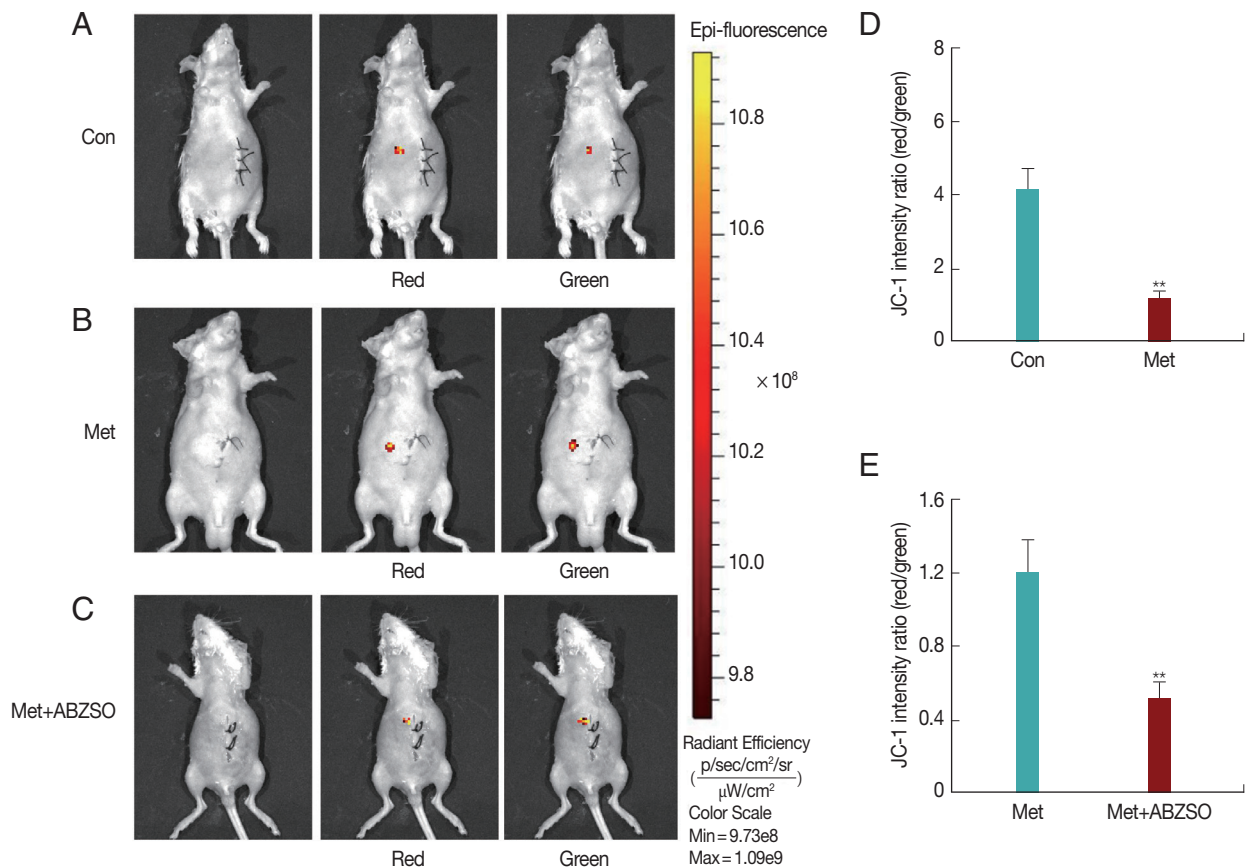 A
Con
Red
Green
B
Met
Red
Green
C
Met+ABZSO
Red
Green
Epi-fluorescence
10.8
10.6
10.4
× 10⁸
10.2
10.0
9.8
Radiant Efficiency
(p/sec/cm²/sr
μW/cm²)
Color Scale
Min = 9.73e8
Max = 1.09e9
D
JC-1 intensity ratio (red/green)
8
6
4
2
0
**
Con
Met
E
JC-1 intensity ratio (red/green)
1.6
1.2
0.8
0.4
0
**
Met
Met+ABZSO